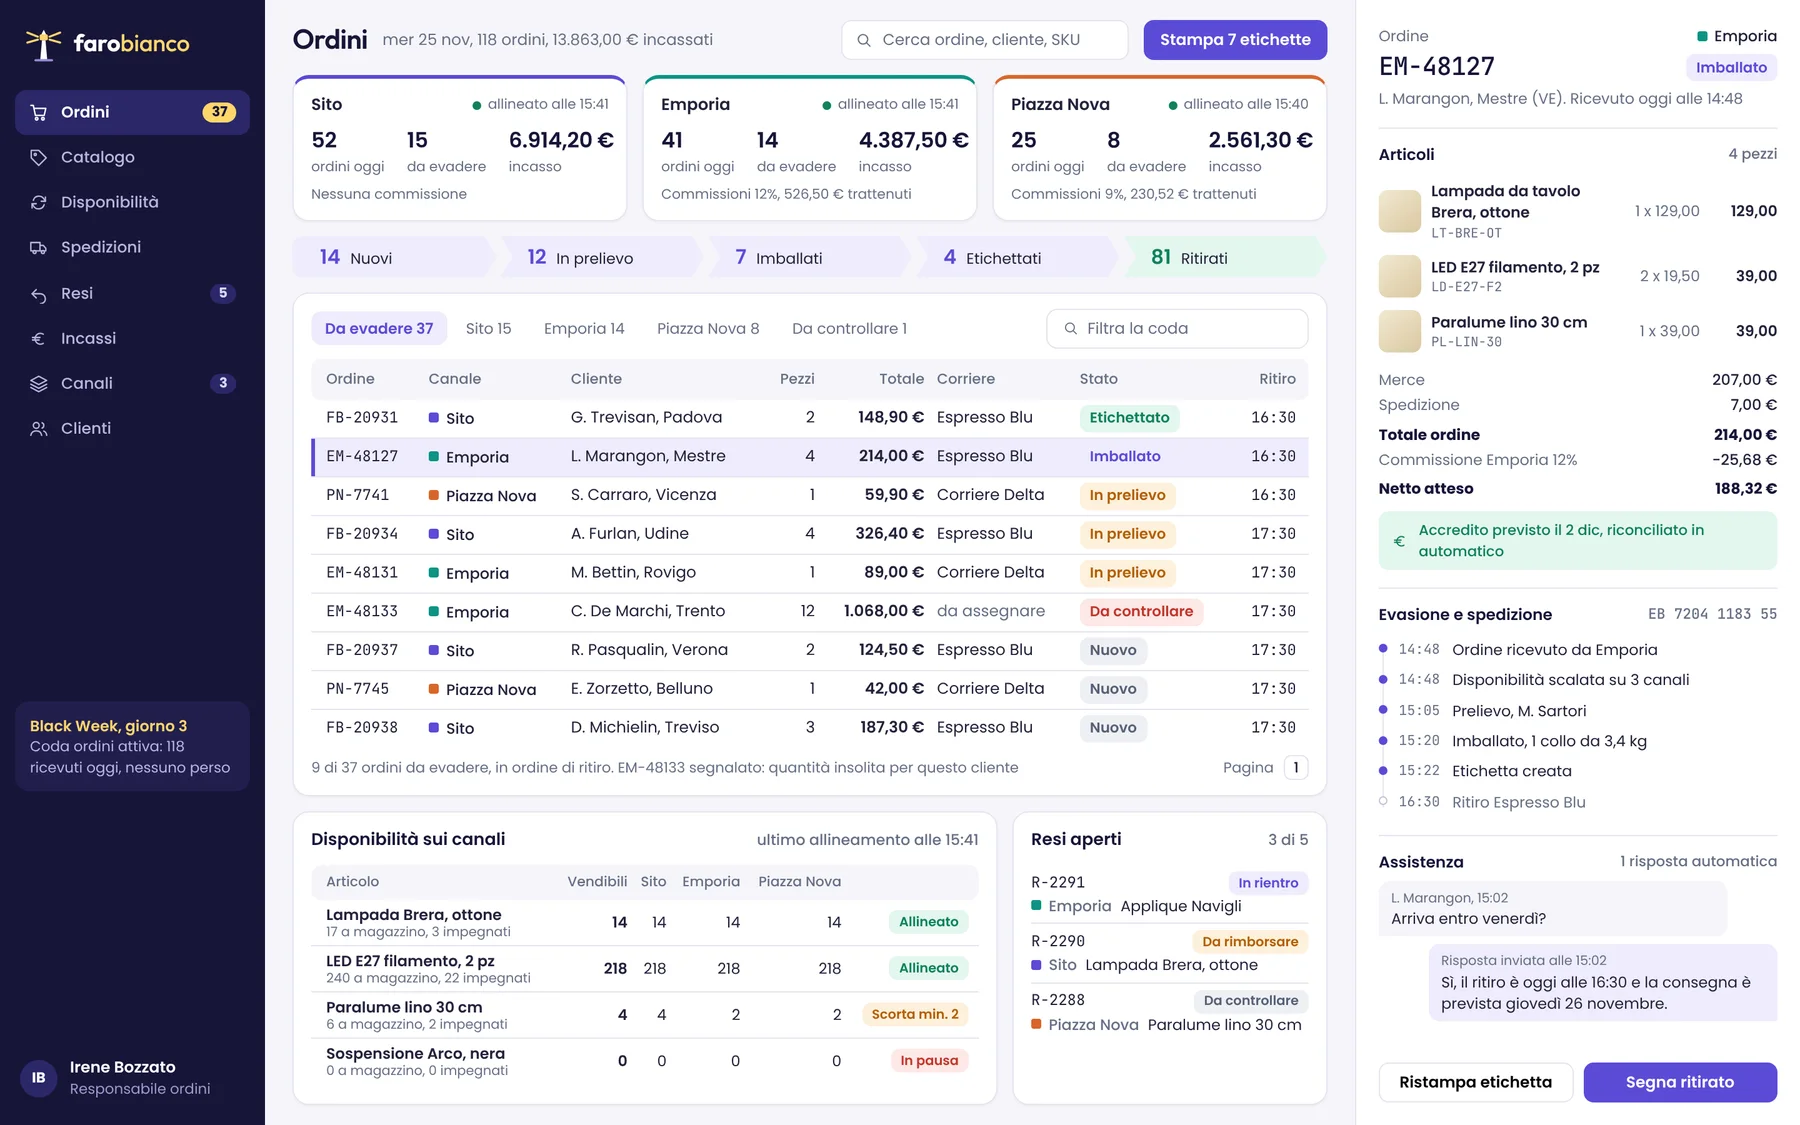 farobianco
Ordini 37
Catalogo
Disponibilità
Spedizioni
Resi 5
Incassi
Canali 3
Clienti
Black Week, giorno 3
Coda ordini attiva: 118
ricevuti oggi, nessuno perso
IB
Irene Bozzato
Responsabile ordini
Ordini mer 25 nov, 118 ordini, 13.863,00 € incassati
Cerca ordine, cliente, SKU
Stampa 7 etichette
Sito allineato alle 15:41
52 15 6.914,20 €
ordini oggi da evadere incasso
Nessuna commissione
Emporia allineato alle 15:41
41 14 4.387,50 €
ordini oggi da evadere incasso
Commissioni 12%, 526,50 € trattenuti
Piazza Nova allineato alle 15:40
25 8 2.561,30 €
ordini oggi da evadere incasso
Commissioni 9%, 230,52 € trattenuti
14 Nuovi
12 In prelievo
7 Imballati
4 Etichettati
81 Ritirati
Da evadere 37 Sito 15 Emporia 14 Piazza Nova 8 Da controllare 1
Filtra la coda
Ordine Canale Cliente Pezzi Totale Corriere Stato Ritiro
FB-20931 Sito G. Trevisan, Padova 2 148,90 € Espresso Blu Etichettato 16:30
EM-48127 Emporia L. Marangon, Mestre 4 214,00 € Espresso Blu Imballato 16:30
PN-7741 Piazza Nova S. Carraro, Vicenza 1 59,90 € Corriere Delta In prelievo 16:30
FB-20934 Sito A. Furlan, Udine 4 326,40 € Espresso Blu In prelievo 17:30
EM-48131 Emporia M. Bettin, Rovigo 1 89,00 € Corriere Delta In prelievo 17:30
EM-48133 Emporia C. De Marchi, Trento 12 1.068,00 € da assegnare Da controllare 17:30
FB-20937 Sito R. Pasqualin, Verona 2 124,50 € Espresso Blu Nuovo 17:30
PN-7745 Piazza Nova E. Zorzetto, Belluno 1 42,00 € Corriere Delta Nuovo 17:30
FB-20938 Sito D. Michielin, Treviso 3 187,30 € Espresso Blu Nuovo 17:30
9 di 37 ordini da evadere, in ordine di ritiro. EM-48133 segnalato: quantità insolita per questo cliente
Pagina 1
Disponibilità sui canali ultimo allineamento alle 15:41
Articolo Vendibili Sito Emporia Piazza Nova
Lampada Brera, ottone 14 14 14 14 Allineato
17 a magazzino, 3 impegnati
LED E27 filamento, 2 pz 218 218 218 218 Allineato
240 a magazzino, 22 impegnati
Paralume lino 30 cm 4 4 2 2 Scorta min. 2
6 a magazzino, 2 impegnati
Sospensione Arco, nera 0 0 0 0 In pausa
0 a magazzino, 0 impegnati
Resi aperti 3 di 5
R-2291 In rientro
Emporia Applique Navigli
R-2290 Da rimborsare
Sito Lampada Brera, ottone
R-2288 Da controllare
Piazza Nova Paralume lino 30 cm
Ordine Emporia
EM-48127 Imballato
L. Marangon, Mestre (VE). Ricevuto oggi alle 14:48
Articoli 4 pezzi
Lampada da tavolo
Brera, ottone 1 x 129,00 129,00
LT-BRE-OT
LED E27 filamento, 2 pz 2 x 19,50 39,00
LD-E27-F2
Paralume lino 30 cm 1 x 39,00 39,00
PL-LIN-30
Merce 207,00 €
Spedizione 7,00 €
Totale ordine 214,00 €
Commissione Emporia 12% -25,68 €
Netto atteso 188,32 €
€ Accredito previsto il 2 dic, riconciliato in
automatico
Evasione e spedizione EB 7204 1183 55
14:48 Ordine ricevuto da Emporia
14:48 Disponibilità scalata su 3 canali
15:05 Prelievo, M. Sartori
15:20 Imballato, 1 collo da 3,4 kg
15:22 Etichetta creata
16:30 Ritiro Espresso Blu
Assistenza 1 risposta automatica
L. Marangon, 15:02
Arriva entro venerdì?
Risposta inviata alle 15:02
Sì, il ritiro è oggi alle 16:30 e la consegna è
prevista giovedì 26 novembre.
Ristampa etichetta
Segna ritirato